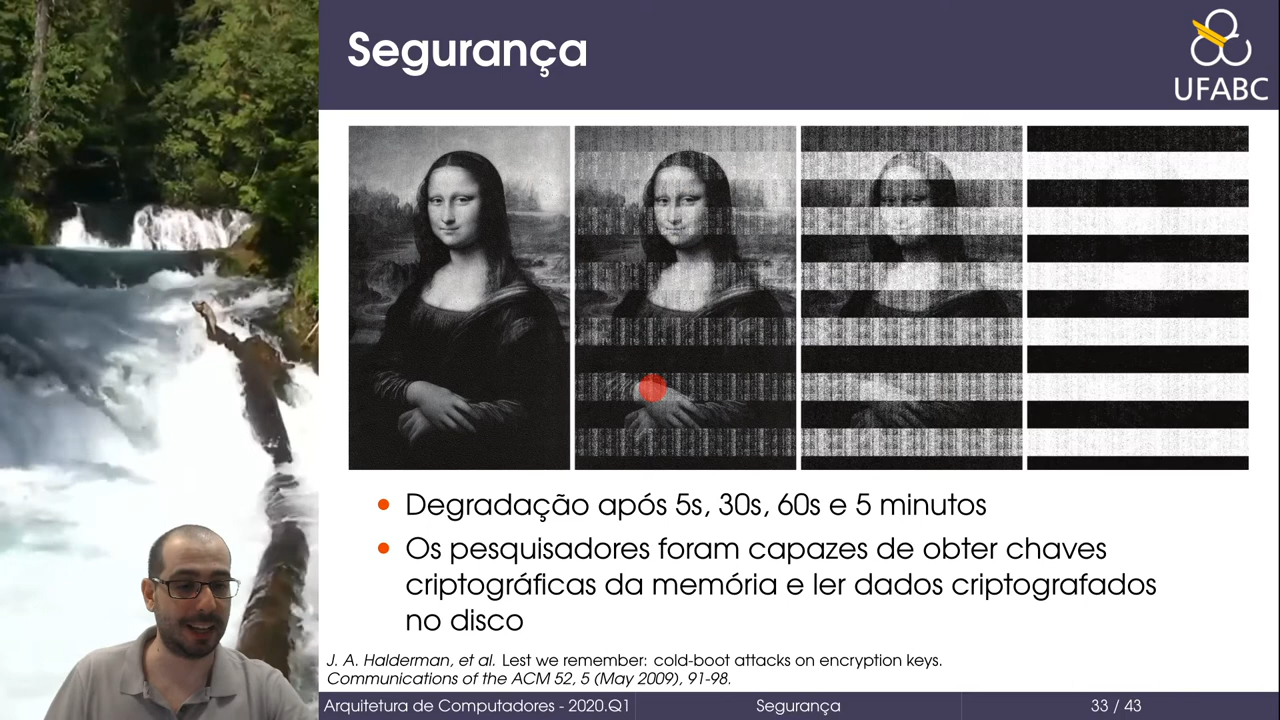 Segurança
UFABC
• Degradação após 5s, 30s, 60s e 5 minutos
• Os pesquisadores foram capazes de obter chaves
criptográficas da memória e ler dados criptografados
no disco
J. A. Halderman, et al. Lest we remember: cold-boot attacks on encryption keys.
Communications of the ACM 52, 5 (May 2009), 91-98.
Arquitetura de Computadores - 2020.Q1 Segurança 33 / 43